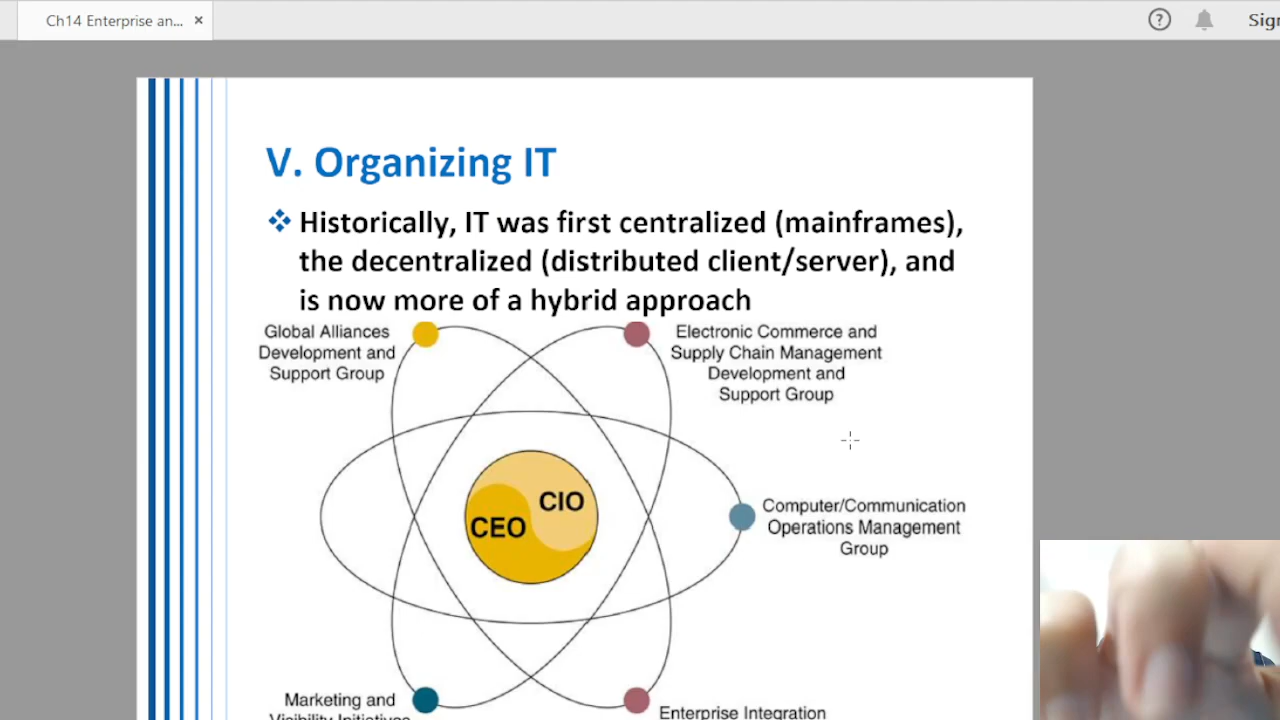 Ch14 Enterprise an...
Sign
V. Organizing IT
Historically, IT was first centralized (mainframes),
the decentralized (distributed client/server), and
is now more of a hybrid approach
Global Alliances
Development and
Support Group
Electronic Commerce and
Supply Chain Management
Development and
Support Group
CIO
CEO
Computer/Communication
Operations Management
Group
Marketing and
Visibility Initiatives
Enterprise Integration